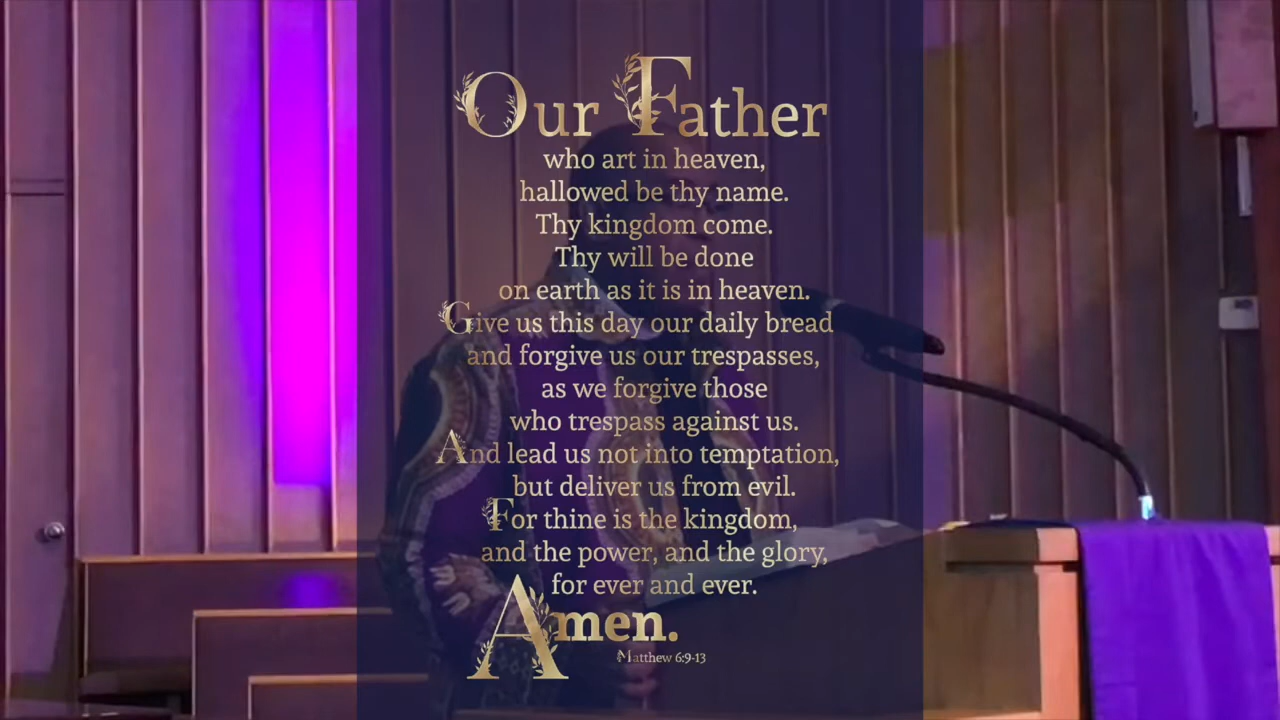 Our Father
who art in heaven,
hallowed be thy name.
Thy kingdom come.
Thy will be done
on earth as it is in heaven.
Give us this day our daily bread
and forgive us our trespasses,
as we forgive those
who trespass against us.
And lead us not into temptation,
but deliver us from evil.
For thine is the kingdom,
and the power, and the glory,
for ever and ever.
Amen.
Matthew 6:9-13